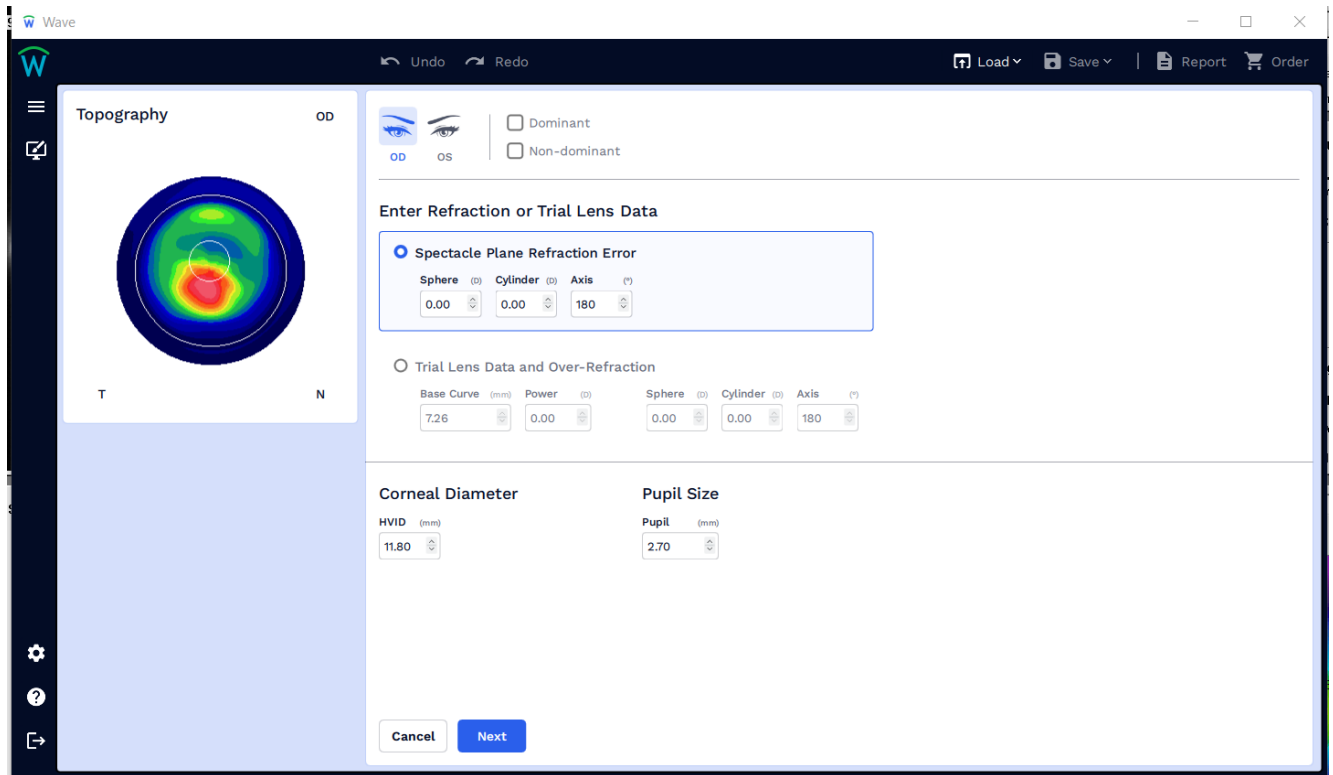 Wave
W
Undo Redo Load Save | Report Order
Topography OD
T N
OD OS
Dominant
Non-dominant
Enter Refraction or Trial Lens Data
Spectacle Plane Refraction Error
Sphere (D) Cylinder (D) Axis (°)
0.00 0.00 180
Trial Lens Data and Over-Refraction
Base Curve (mm) Power (D) Sphere (D) Cylinder (D) Axis (°)
7.26 0.00 0.00 0.00 180
Corneal Diameter Pupil Size
HVID (mm) Pupil (mm)
11.80 2.70
Cancel Next